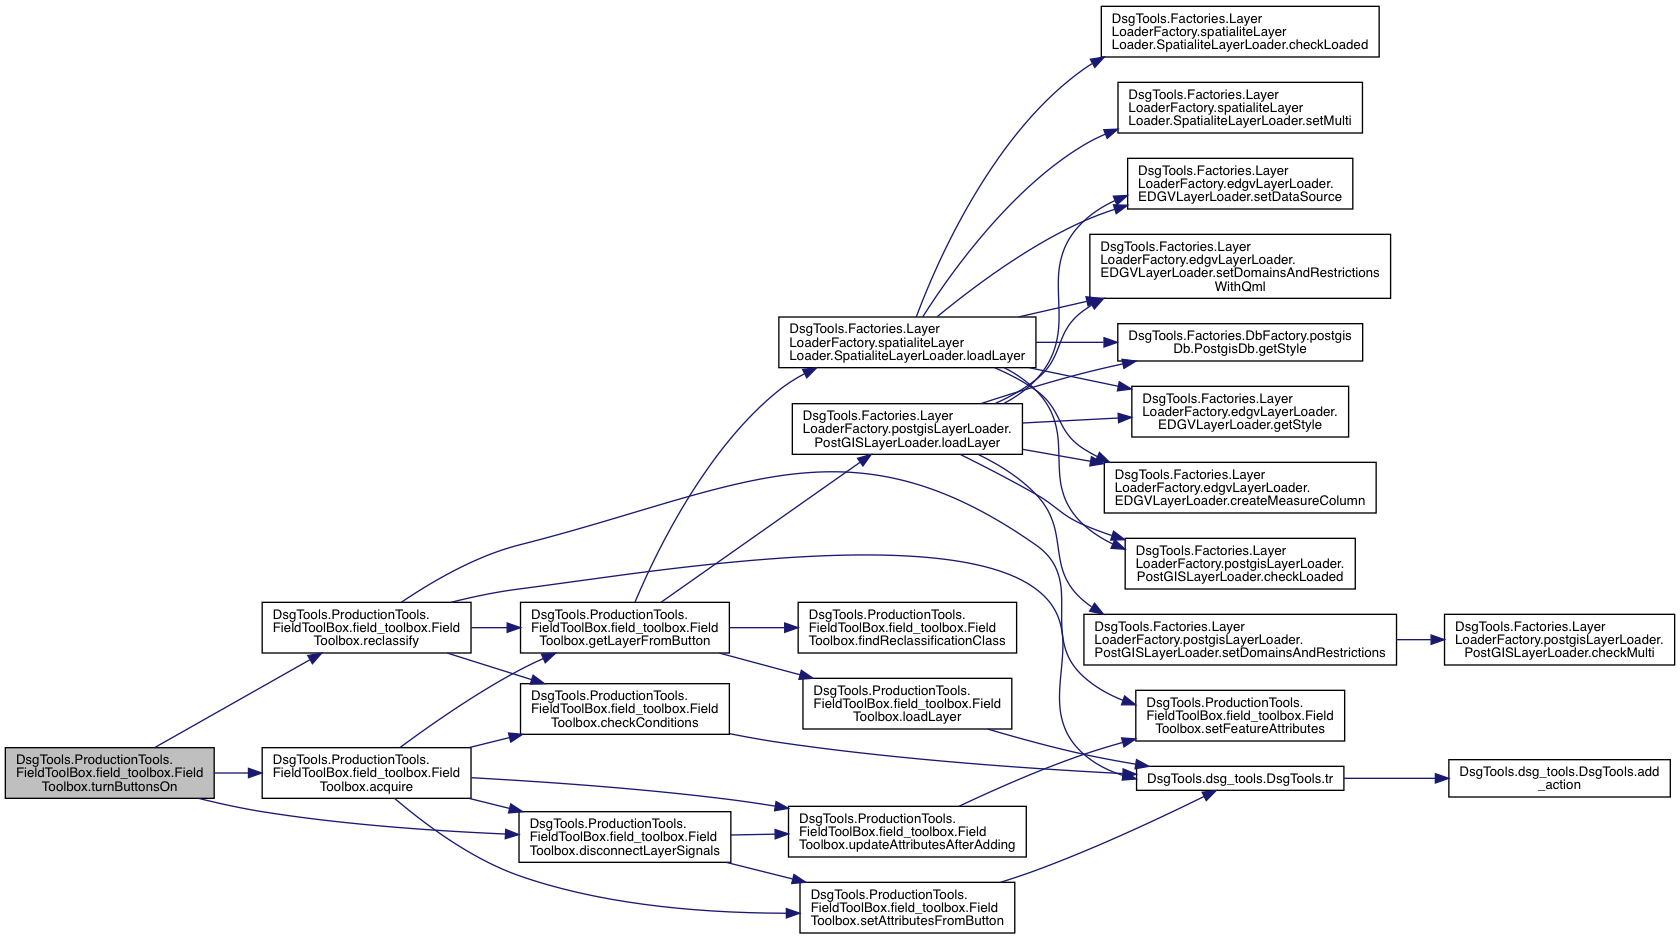 DsgTools.Factories.Layer
LoaderFactory.spatialiteLayer
Loader.SpatialiteLayerLoader.checkLoaded
DsgTools.Factories.Layer
LoaderFactory.spatialiteLayer
Loader.SpatialiteLayerLoader.setMulti
DsgTools.Factories.Layer
LoaderFactory.edgvLayerLoader.
EDGVLayerLoader.setDataSource
DsgTools.Factories.Layer
LoaderFactory.edgvLayerLoader.
EDGVLayerLoader.setDomainsAndRestrictions
WithQml
DsgTools.Factories.Layer
LoaderFactory.spatialiteLayer
Loader.SpatialiteLayerLoader.loadLayer
DsgTools.Factories.DbFactory.postgis
Db.PostgisDb.getStyle
DsgTools.Factories.Layer
LoaderFactory.edgvLayerLoader.
EDGVLayerLoader.getStyle
DsgTools.Factories.Layer
LoaderFactory.postgisLayerLoader.
PostGISLayerLoader.loadLayer
DsgTools.Factories.Layer
LoaderFactory.edgvLayerLoader.
EDGVLayerLoader.createMeasureColumn
DsgTools.Factories.Layer
LoaderFactory.postgisLayerLoader.
PostGISLayerLoader.checkLoaded
DsgTools.ProductionTools.
FieldToolBox.field_toolbox.Field
Toolbox.reclassify
DsgTools.ProductionTools.
FieldToolBox.field_toolbox.Field
Toolbox.getLayerFromButton
DsgTools.ProductionTools.
FieldToolBox.field_toolbox.Field
Toolbox.findReclassificationClass
DsgTools.Factories.Layer
LoaderFactory.postgisLayerLoader.
PostGISLayerLoader.setDomainsAndRestrictions
DsgTools.Factories.Layer
LoaderFactory.postgisLayerLoader.
PostGISLayerLoader.checkMulti
DsgTools.ProductionTools.
FieldToolBox.field_toolbox.Field
Toolbox.checkConditions
DsgTools.ProductionTools.
FieldToolBox.field_toolbox.Field
Toolbox.loadLayer
DsgTools.ProductionTools.
FieldToolBox.field_toolbox.Field
Toolbox.setFeatureAttributes
DsgTools.ProductionTools.
FieldToolBox.field_toolbox.Field
Toolbox.turnButtonsOn
DsgTools.ProductionTools.
FieldToolBox.field_toolbox.Field
Toolbox.acquire
DsgTools.dsg_tools.DsgTools.tr
DsgTools.dsg_tools.DsgTools.add
_action
DsgTools.ProductionTools.
FieldToolBox.field_toolbox.Field
Toolbox.disconnectLayerSignals
DsgTools.ProductionTools.
FieldToolBox.field_toolbox.Field
Toolbox.updateAttributesAfterAdding
DsgTools.ProductionTools.
FieldToolBox.field_toolbox.Field
Toolbox.setAttributesFromButton